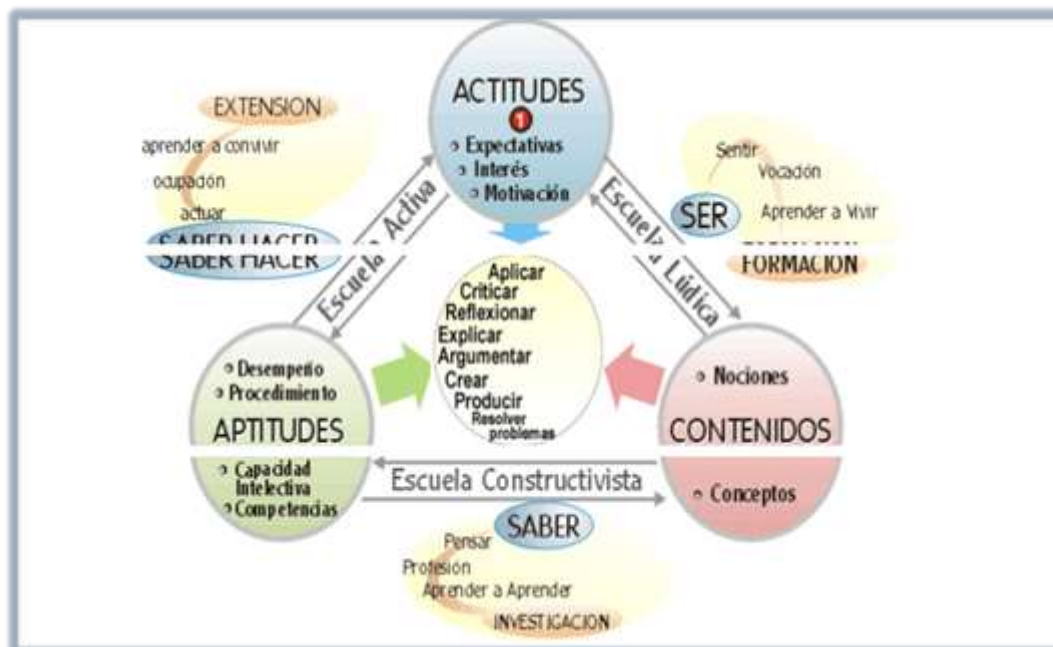 ACTITUDES
1
Expectativas
Interés
Motivación
EXTENSION
aprender a convivir
ocupación
actuar
SABER HACER
SABER HACER
Escuela Activa
Sentir
Vocación
SER
Aprender a Vivir
FORMACION
Escuela Lúdica
Aplicar
Criticar
Reflexionar
Explicar
Argumentar
Crear
Producir
Resolver
problemas
Desempeño
Procedimiento
APTITUDES
Capacidad
Intelectiva
Competencias
Nociones
CONTENIDOS
Conceptos
Escuela Constructivista
SABER
Pensar
Profesión
Aprender a Aprender
INVESTIGACION